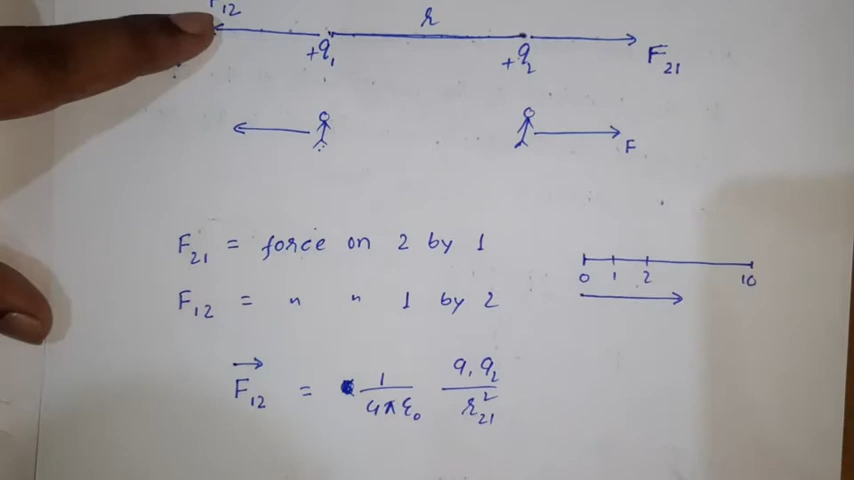 F12 r
+q1 +q2 F21
F
F21 = force on 2 by 1
0 1 2 10
F12 = " " 1 by 2
F12 = 1/4πε0 q1q2/r21²